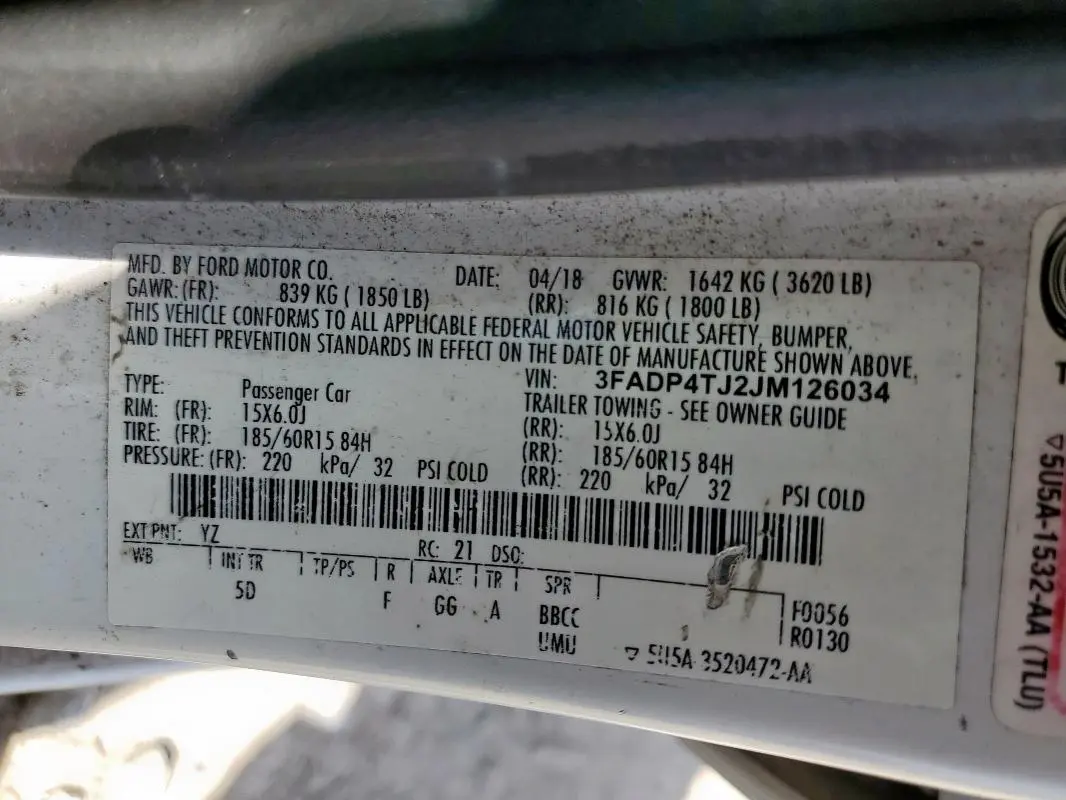 MFD. BY FORD MOTOR CO. DATE: 04/18 GVWR: 1642 KG ( 3620 LB)
GAWR:(FR): 839 KG ( 1850 LB) (RR): 816 KG ( 1800 LB)
THIS VEHICLE CONFORMS TO ALL APPLICABLE FEDERAL MOTOR VEHICLE SAFETY, BUMPER,
AND THEFT PREVENTION STANDARDS IN EFFECT ON THE DATE OF MANUFACTURE SHOWN ABOVE.
VIN: 3FADP4TJ2JM126034
TYPE: Passenger Car TRAILER TOWING - SEE OWNER GUIDE
RIM: (FR): 15X6.0J (RR): 15X6.0J
TIRE: (FR): 185/60R15 84H (RR): 185/60R15 84H
PRESSURE: (FR): 220 kPa/ 32 PSI COLD (RR): 220 kPa/ 32 PSI COLD
EXT PNT: YZ RC: 21 DSO:
WB INT TR TP/PS R AXLE TR SPR
5D F GG A BBCC F0056
UMU R0130
5U5A-3520472-AA
T
5U5A-1532-AA (TLU)